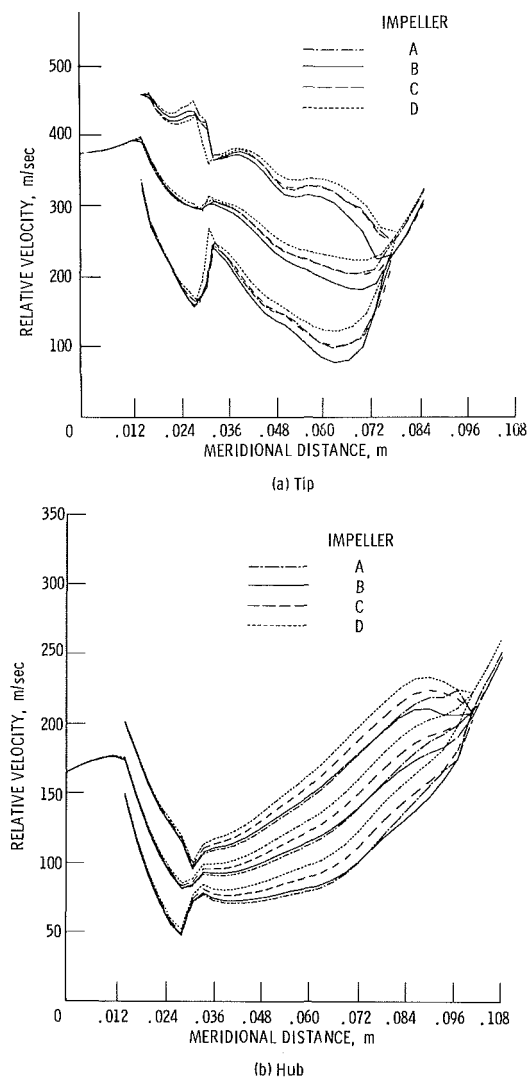 IMPELLER
A
B
C
D
500
400
300
200
100
RELATIVE VELOCITY, m/sec
0 .012 .024 .036 .048 .060 .072 .084 .096 .108
MERIDIONAL DISTANCE, m
(a) Tip
350
IMPELLER
A
B
C
D
300
250
200
150
100
50
RELATIVE VELOCITY, m/sec
0 .012 .024 .036 .048 .060 .072 .084 .096 .108
MERIDIONAL DISTANCE, m
(b) Hub